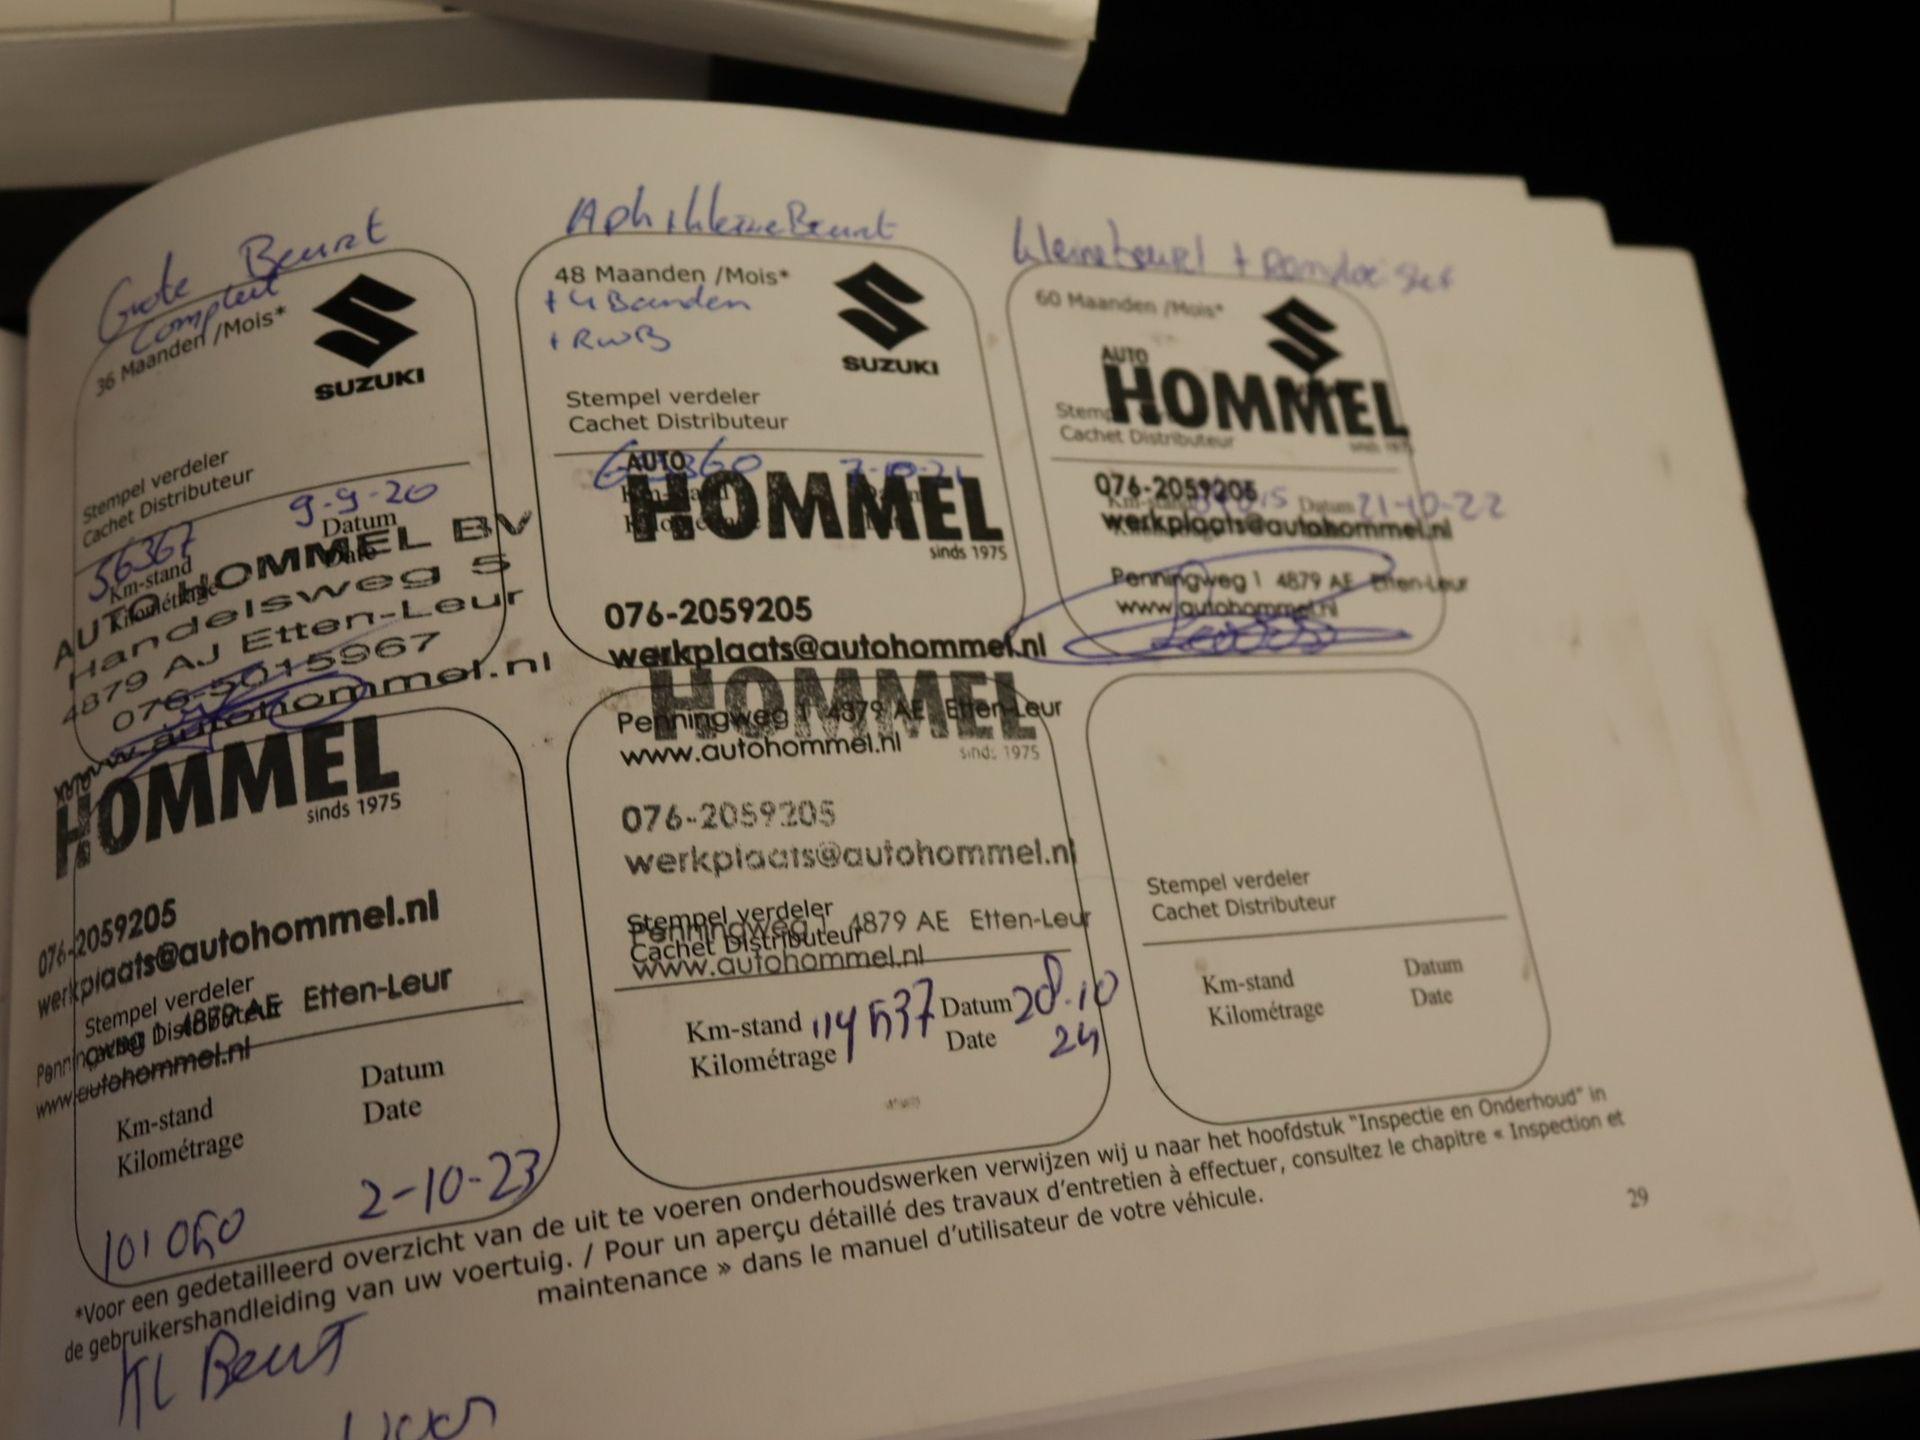 Grote Beurt
Compleet
36 Maanden /Mois*
SUZUKI
Stempel verdeler
Cachet Distributeur
56367
9-9-20
Km-stand
Kilométrage
Datum
Date
AUTO HOMMEL BV
Handelsweg 5
4879 AJ Etten-Leur
076-5015967
www.autohommel.nl
Kleine Beurt
48 Maanden /Mois*
+ 4 Banden
+ RWB
SUZUKI
Stempel verdeler
Cachet Distributeur
7-10-21
AUTO
HOMMEL
sinds 1975
076-2059205
werkplaats@autohommel.nl
Penningweg 1 4879 AE Etten-Leur
www.autohommel.nl
60 Maanden /Mois*
AUTO
HOMMEL
sinds 1975
Cachet Distributeur
076-2059205
Datum 21-10-22
werkplaats@autohommel.nl
Penningweg 1 4879 AE Etten-Leur
www.autohommel.nl
HOMMEL
sinds 1975
076-2059205
werkplaats@autohommel.nl
Stempel verdeler
Cachet Distributeur
Penningweg 1 4879 AE Etten-Leur
www.autohommel.nl
Km-stand
Kilométrage
Datum
Date
101050
2-10-23
HOMMEL
sinds 1975
076-2059205
werkplaats@autohommel.nl
Stempel verdeler
Penningweg 1 4879 AE Etten-Leur
Cachet Distributeur
www.autohommel.nl
Km-stand 114537 Datum 28-10
Kilométrage Date 24
Stempel verdeler
Cachet Distributeur
Km-stand Datum
Kilométrage Date
*Voor een gedetailleerd overzicht van de uit te voeren onderhoudswerken verwijzen wij u naar het hoofdstuk "Inspectie en Onderhoud" in
de gebruikershandleiding van uw voertuig. / Pour un aperçu détaillé des travaux d'entretien à effectuer, consultez le chapitre « Inspection et
maintenance » dans le manuel d'utilisateur de votre véhicule.
29
KL Beurt